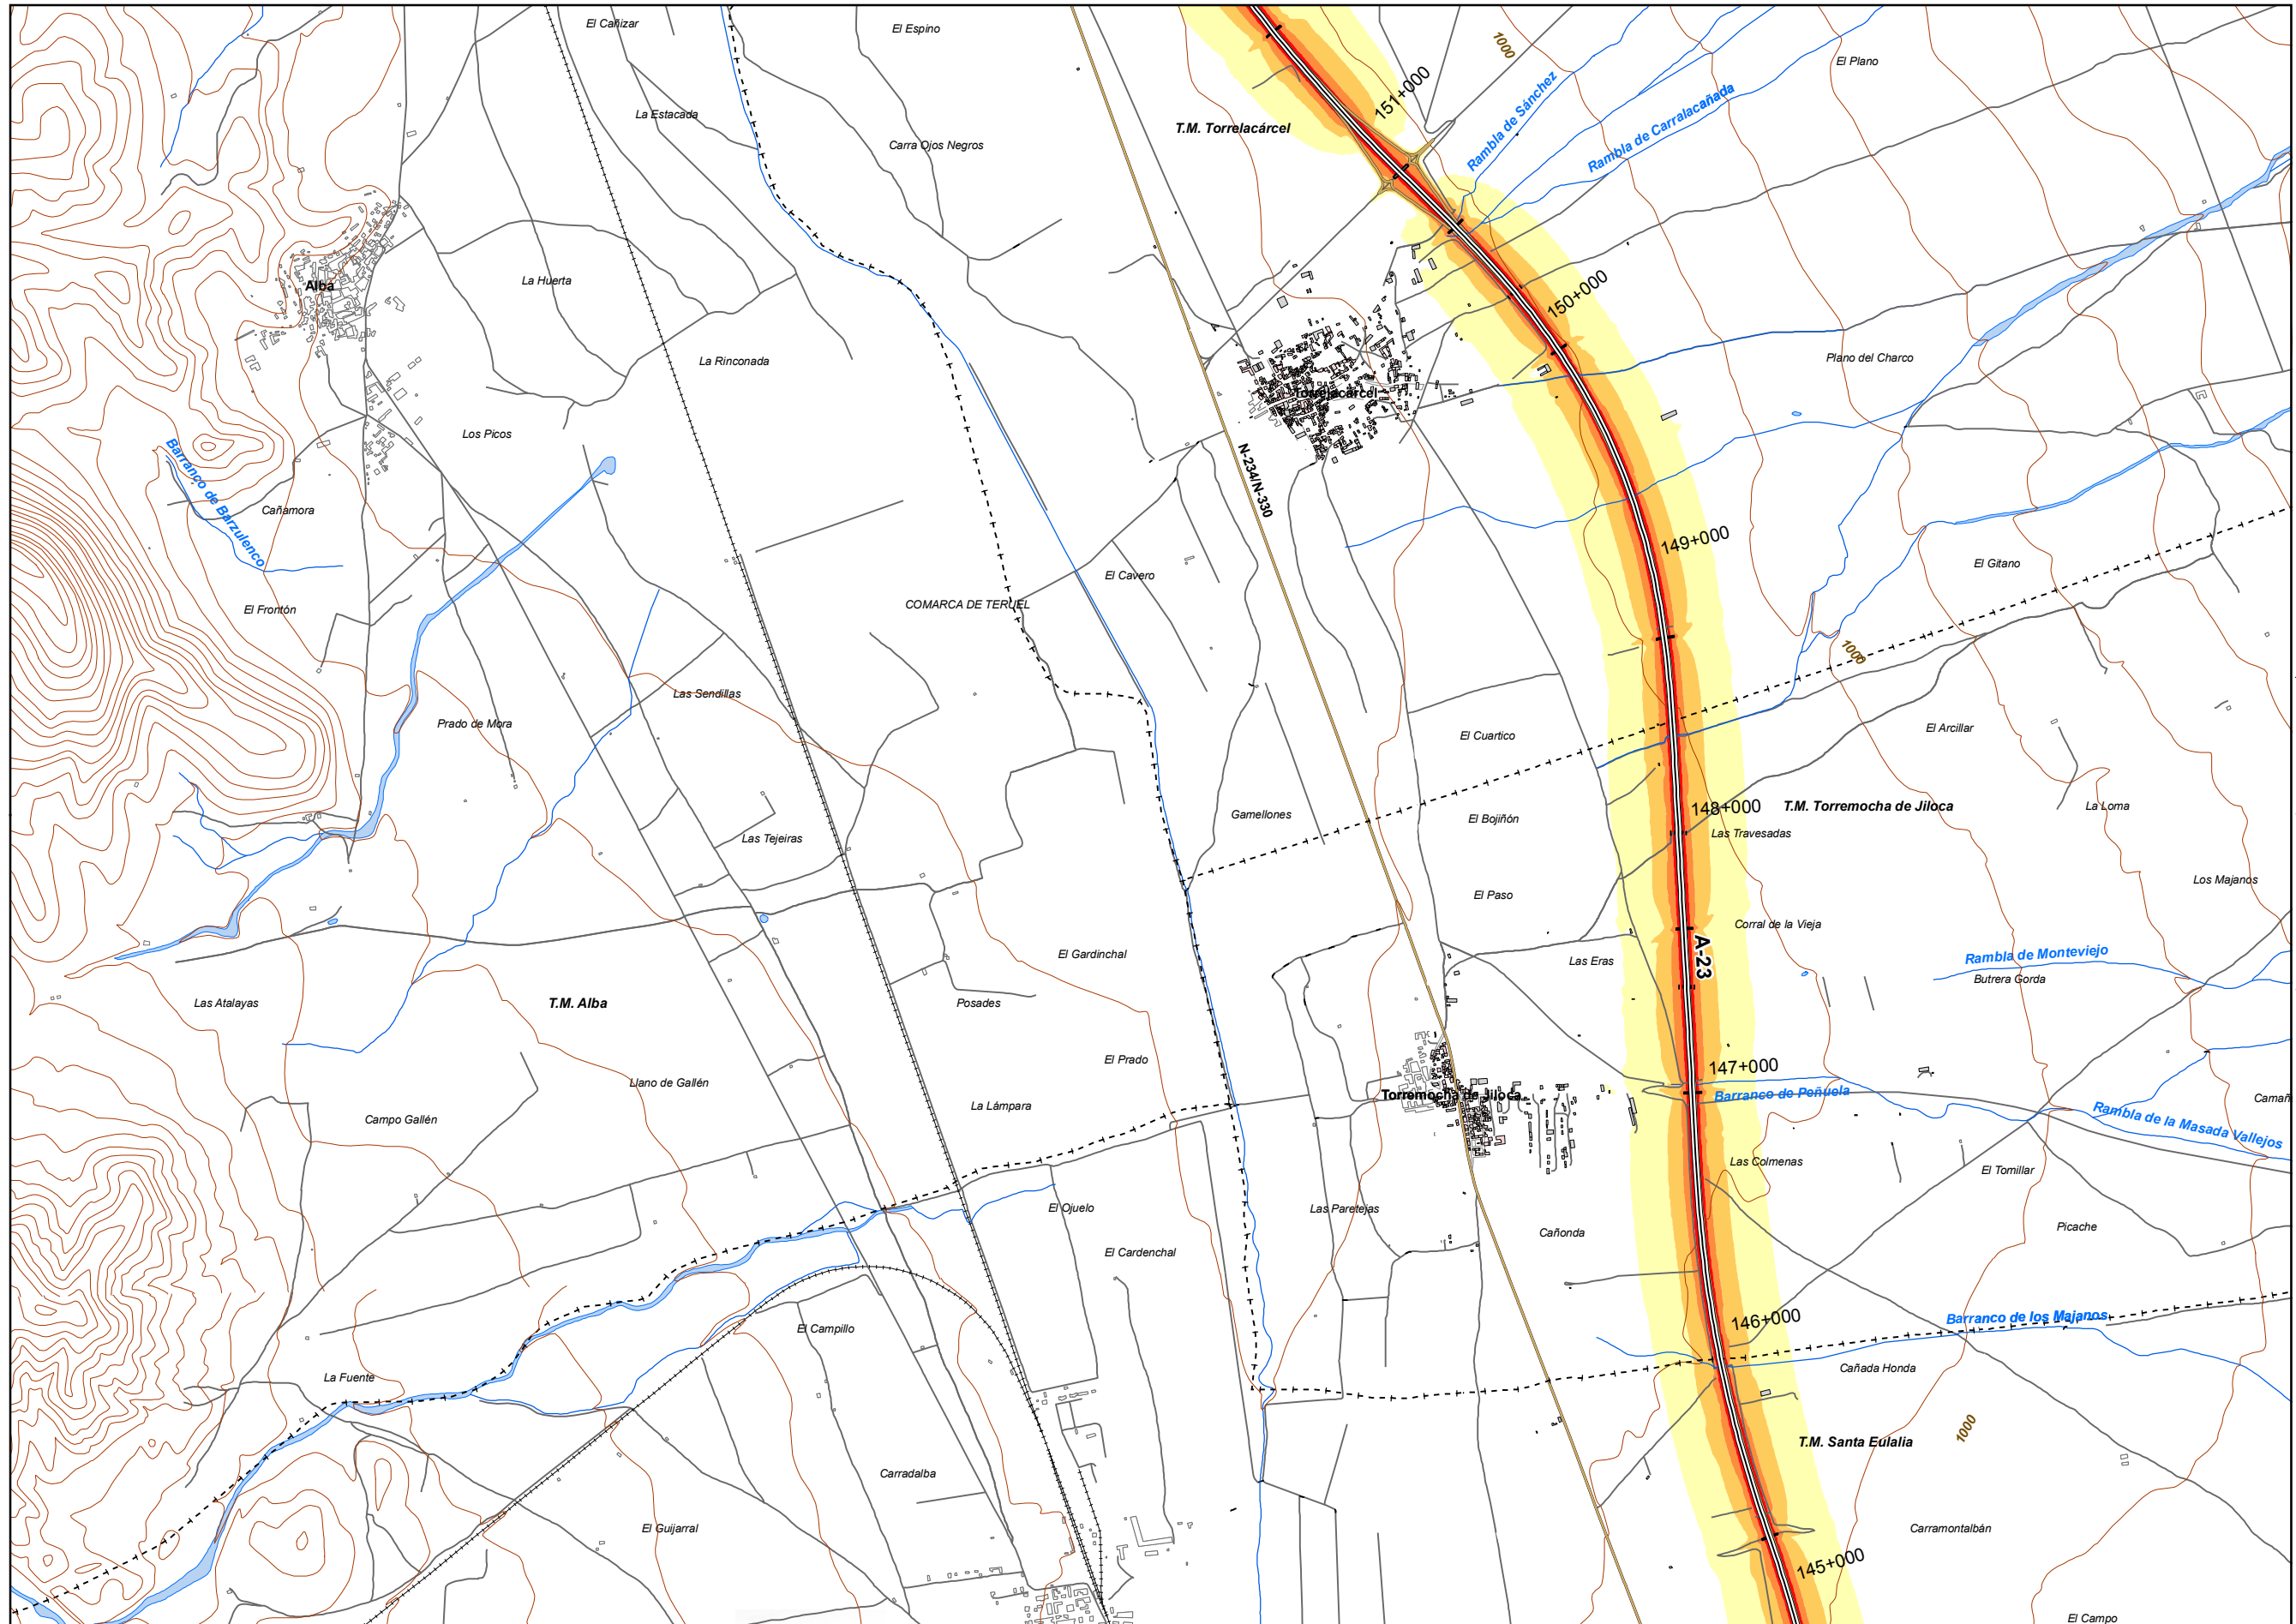 El Cañizar
El Espino
1000
El Plano
La Estacada
151+000
Rambla de Sánchez
Rambla de Carralacañada
T.M. Torrelacárcel
Carra Ojos Negros
Alba
La Huerta
150+000
La Rinconada
Plano del Charco
Torrelacárcel
Los Picos
N-234/N-330
Barranco de Barzulenco
Cañamora
149+000
El Gitano
El Cavero
COMARCA DE TERUEL
El Frontón
1000
Las Sendillas
Prado de Mora
El Cuartico
El Arcillar
148+000
T.M. Torremocha de Jiloca
La Loma
Gamellones
El Bojiñón
Las Travesadas
Las Tejeiras
Los Majanos
El Paso
Corral de la Vieja
A-23
El Gardinchal
Las Eras
Rambla de Monteviejo
Butrera Gorda
Las Atalayas
T.M. Alba
Posades
El Prado
147+000
Llano de Gallén
Torremocha de Jiloca
Barranco de Peñuela
Camañ
La Lámpara
Campo Gallén
Rambla de la Masada Vallejos
Las Colmenas
El Tomillar
El Ojuelo
Las Paretejas
Picache
Cañonda
El Cardenchal
146+000
Barranco de los Majanos
El Campillo
Cañada Honda
La Fuente
1000
T.M. Santa Eulalia
Carradalba
El Guijarral
Carramontalbán
145+000
El Campo